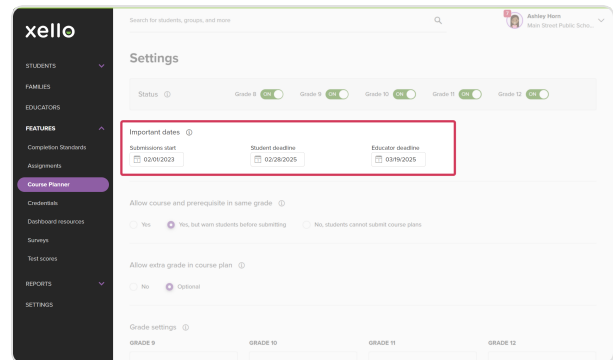 xello
Search for students, groups, and more
7
Ashley Horn
Main Street Public Scho...
STUDENTS
FAMILIES
EDUCATORS
FEATURES
Completion Standards
Assignments
Course Planner
Credentials
Dashboard resources
Surveys
Test scores
REPORTS
SETTINGS
Settings
Status Grade 8 ON Grade 9 ON Grade 10 ON Grade 11 ON Grade 12 ON
Important dates
Submissions start Student deadline Educator deadline
02/01/2023 02/28/2025 03/19/2025
Allow course and prerequisite in same grade
Yes Yes, but warn students before submitting No, students cannot submit course plans
Allow extra grade in course plan
No Optional
Grade settings
GRADE 9 GRADE 10 GRADE 11 GRADE 12